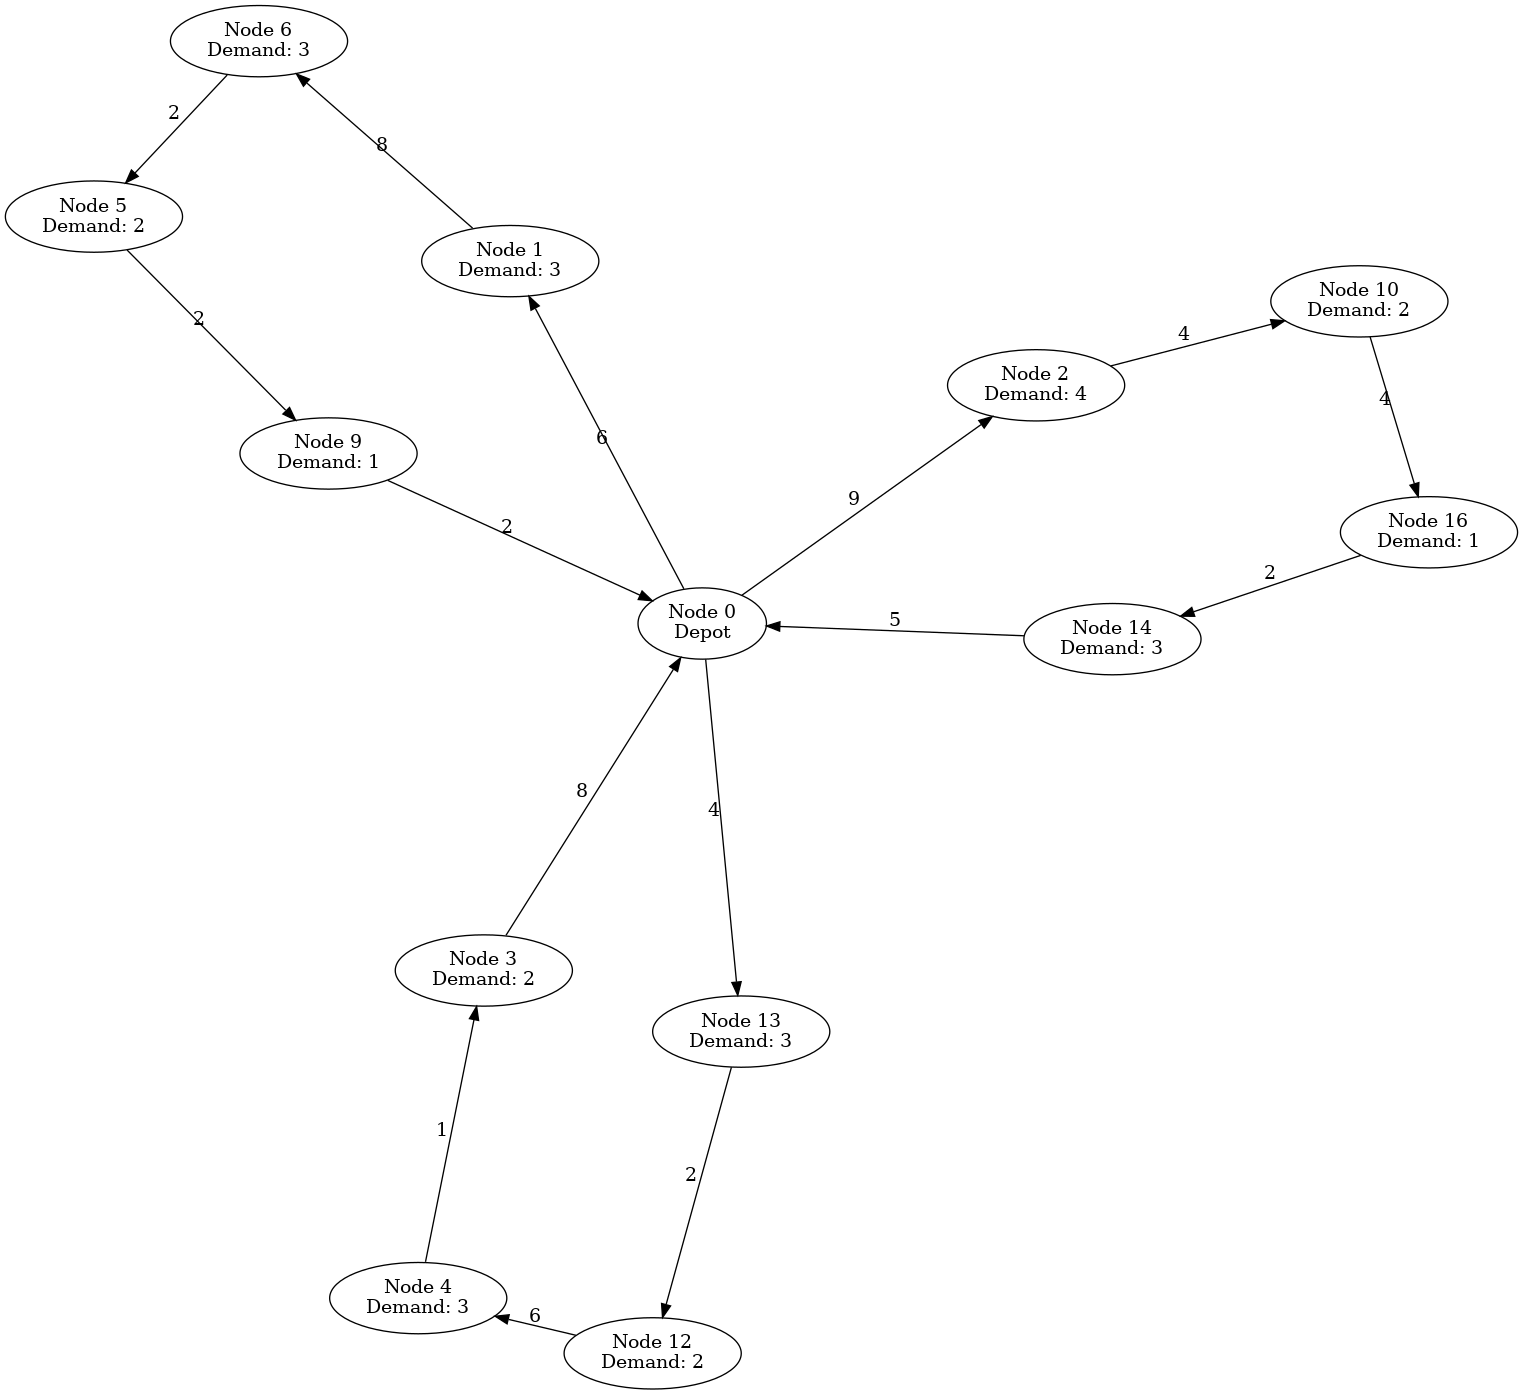 Node 6
Demand: 3
2
8
Node 5
Demand: 2
Node 1
Demand: 3
2
Node 10
Demand: 2
4
Node 2
Demand: 4
4
Node 9
Demand: 1
6
9
2
Node 16
Demand: 1
2
Node 0
Depot
5
Node 14
Demand: 3
8
4
Node 3
Demand: 2
Node 13
Demand: 3
1
2
Node 4
Demand: 3
6
Node 12
Demand: 2